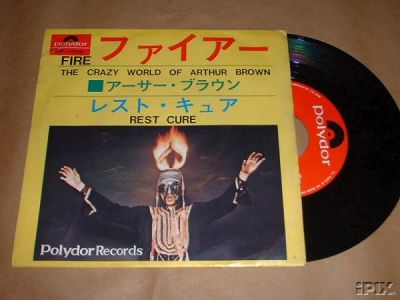 Polydor
FIRE ファイアー
THE CRAZY WORLD OF ARTHUR BROWN
■アーサー・ブラウン
レスト・キュア
REST CURE
Polydor Records
Polydor
iPIX